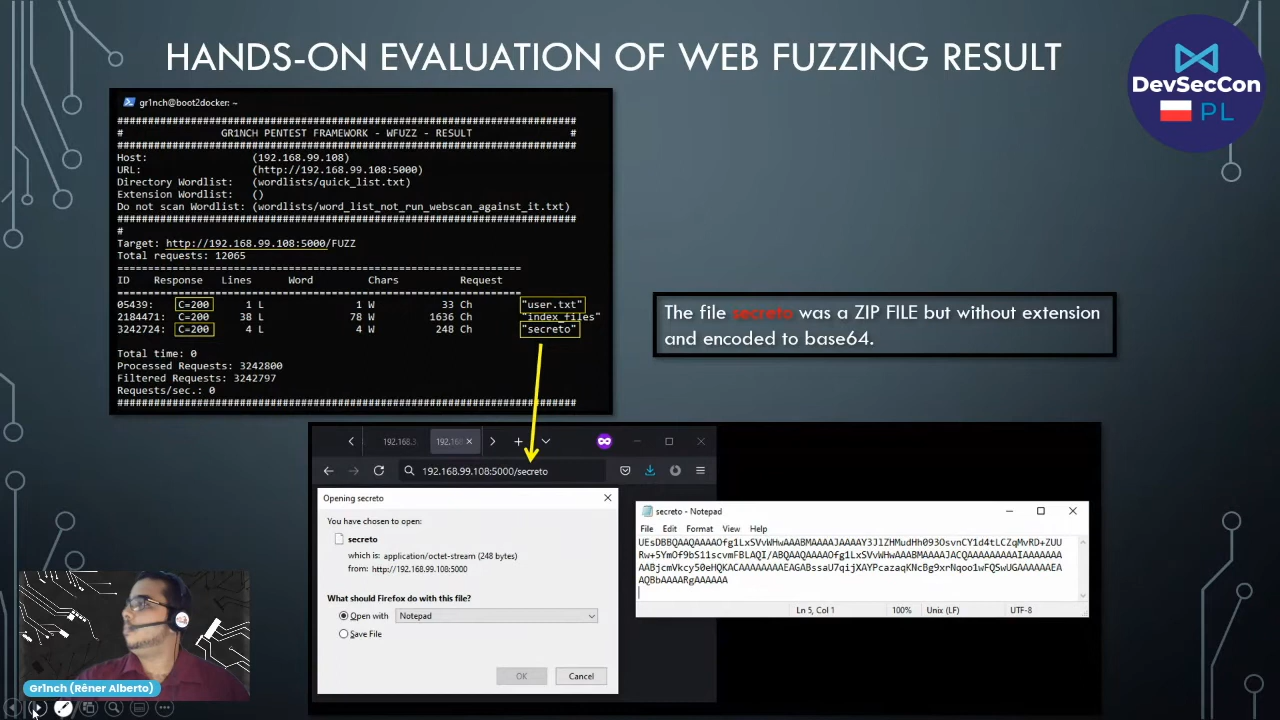 HANDS-ON EVALUATION OF WEB FUZZING RESULT
DevSecCon
PL
gr1nch@boot2docker: ~
###########################################################################
# GR1NCH PENTEST FRAMEWORK - WFUZZ - RESULT #
###########################################################################
Host: (192.168.99.108)
URL: (http://192.168.99.108:5000)
Directory Wordlist: (wordlists/quick_list.txt)
Extension Wordlist: ()
Do not scan Wordlist: (wordlists/word_list_not_run_webscan_against_it.txt)
###########################################################################
#
Target: http://192.168.99.108:5000/FUZZ
Total requests: 12065
==================================================================
ID Response Lines Word Chars Request
==================================================================
05439: C=200 1 L 1 W 33 Ch "user.txt"
2184471: C=200 38 L 78 W 1636 Ch "index_files"
3242724: C=200 4 L 4 W 248 Ch "secreto"
Total time: 0
Processed Requests: 3242800
Filtered Requests: 3242797
Requests/sec.: 0
###########################################################################
The file secreto was a ZIP FILE but without extension
and encoded to base64.
192.168.99.108:5000/secreto
Opening secreto
You have chosen to open:
secreto
which is: application/octet-stream (248 bytes)
from: http://192.168.99.108:5000
What should Firefox do with this file?
Open with Notepad
Save File
OK Cancel
secreto - Notepad
File Edit Format View Help
Ln 5, Col 1 100% Unix (LF) UTF-8
Gr1nch (Rêner Alberto)